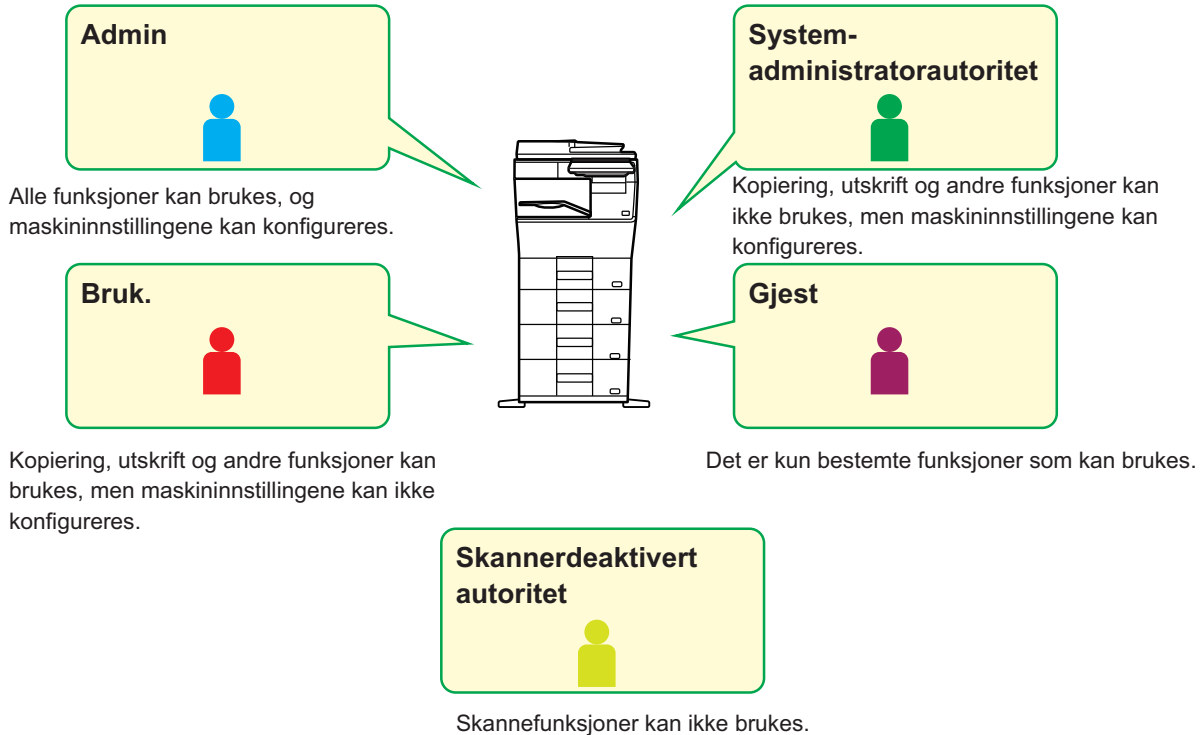 Admin
Alle funksjoner kan brukes, og
maskininnstillingene kan konfigureres.
System-
administratorautoritet
Kopiering, utskrift og andre funksjoner kan
ikke brukes, men maskininnstillingene kan
konfigureres.
Bruk.
Kopiering, utskrift og andre funksjoner kan
brukes, men maskininnstillingene kan ikke
konfigureres.
Gjest
Det er kun bestemte funksjoner som kan brukes.
Skannerdeaktivert
autoritet
Skannefunksjoner kan ikke brukes.